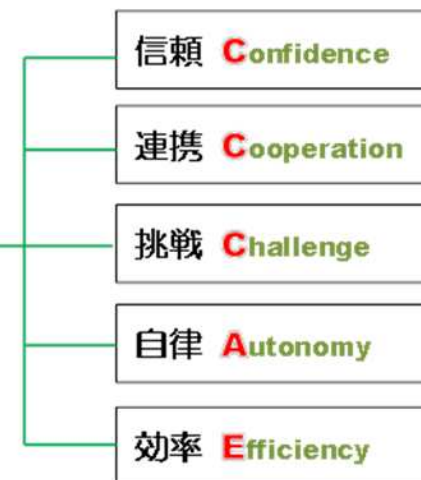 信頼 Confidence
連携 Cooperation
挑戦 Challenge
自律 Autonomy
効率 Efficiency